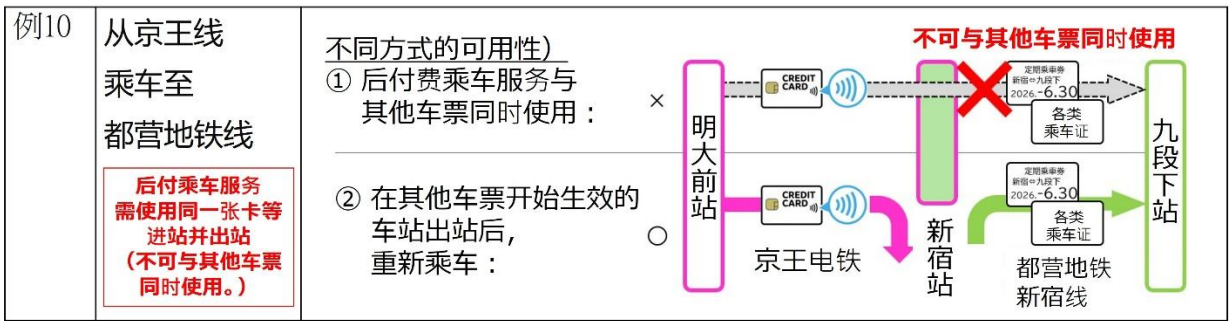 例10
从京王线
乘车至
都营地铁线
后付乘车服务
需使用同一张卡等
进站并出站
（不可与其他车票
同时使用。）
不同方式的可用性）
① 后付费乘车服务与
其他车票同时使用： ×
② 在其他车票开始生效的
车站出站后，
重新乘车： ○
不可与其他车票同时使用
明大前站
CREDIT
CARD
定期乗車券
新宿⇔九段下
2026.-6.30
各类
乘车证
九段下站
CREDIT
CARD
京王电铁
新宿站
定期乗車券
新宿⇔九段下
2026.-6.30
各类
乘车证
都营地铁
新宿线